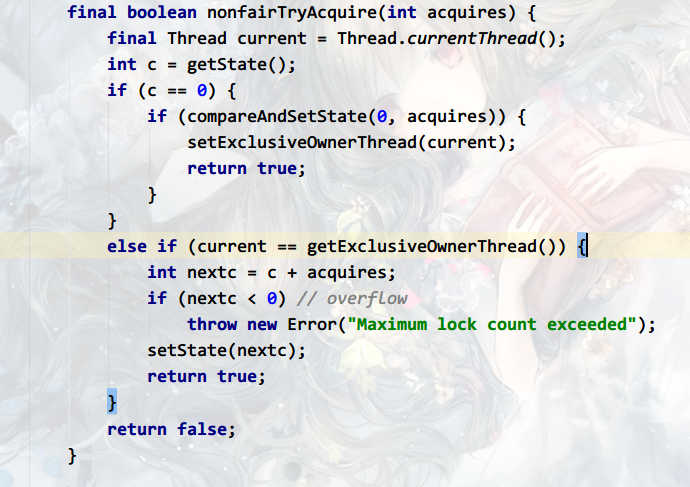 final boolean nonfairTryAcquire(int acquires) {
    final Thread current = Thread.currentThread();
    int c = getState();
    if (c == 0) {
        if (compareAndSetState(0, acquires)) {
            setExclusiveOwnerThread(current);
            return true;
        }
    }
    else if (current == getExclusiveOwnerThread()) {
        int nextc = c + acquires;
        if (nextc < 0) // overflow
            throw new Error("Maximum lock count exceeded");
        setState(nextc);
        return true;
    }
    return false;
}